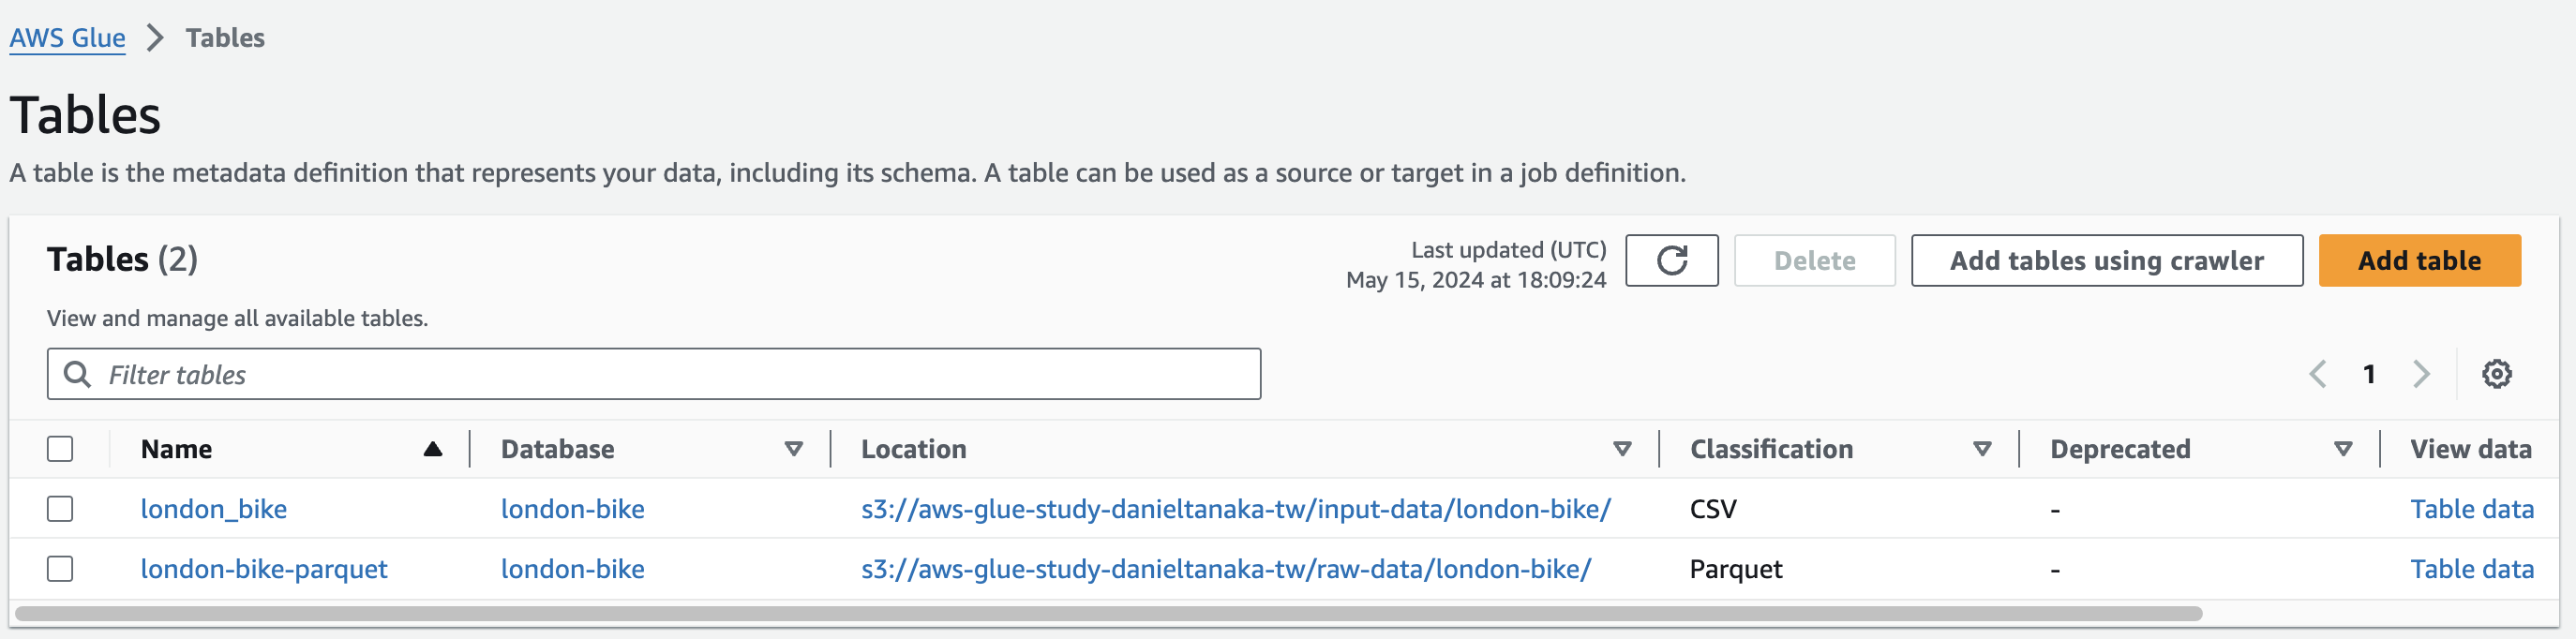 AWS Glue > Tables
Tables
A table is the metadata definition that represents your data, including its schema. A table can be used as a source or target in a job definition.
Tables (2)
Last updated (UTC)
May 15, 2024 at 18:09:24
Delete
Add tables using crawler
Add table
View and manage all available tables.
Filter tables
1
Name Database Location Classification Deprecated View data
london_bike london-bike s3://aws-glue-study-danieltanaka-tw/input-data/london-bike/ CSV - Table data
london-bike-parquet london-bike s3://aws-glue-study-danieltanaka-tw/raw-data/london-bike/ Parquet - Table data